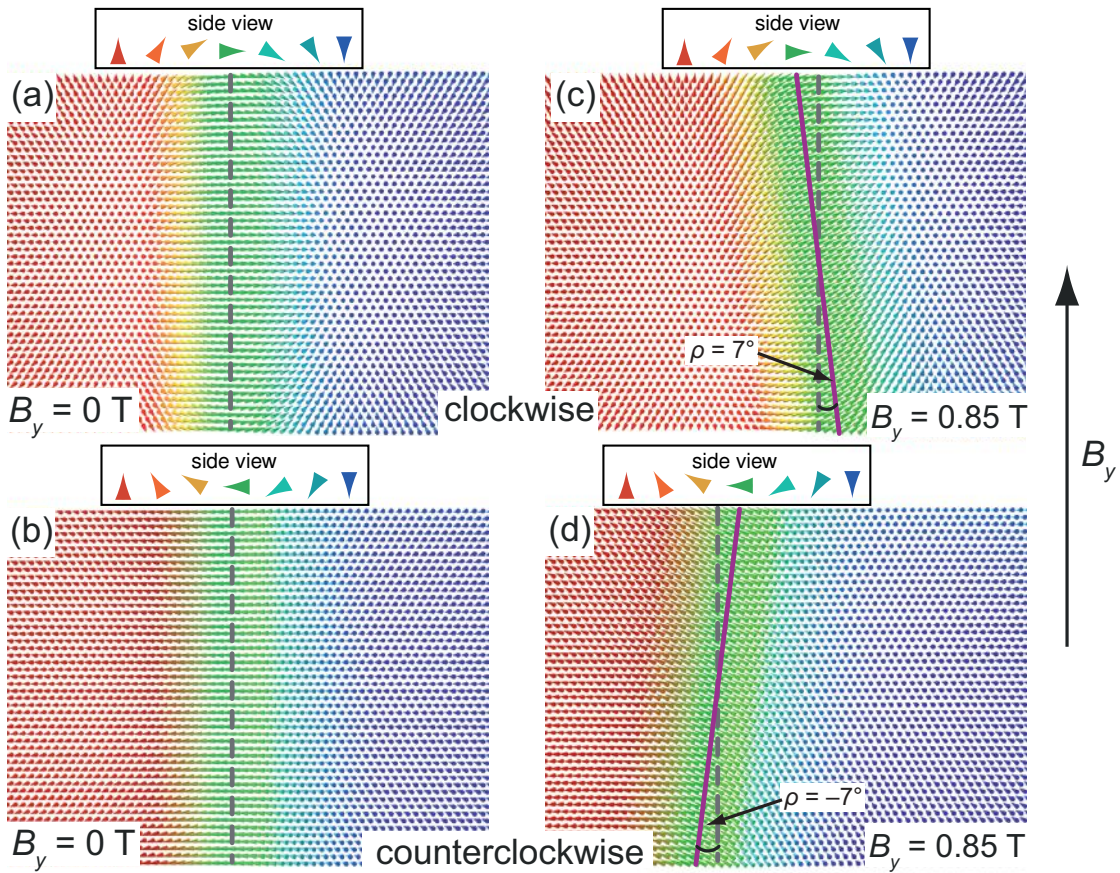 side view
(a)
B_y = 0 T
clockwise
side view
(c)
ρ = 7°
B_y = 0.85 T
B_y
side view
(b)
B_y = 0 T
counterclockwise
side view
(d)
ρ = –7°
B_y = 0.85 T